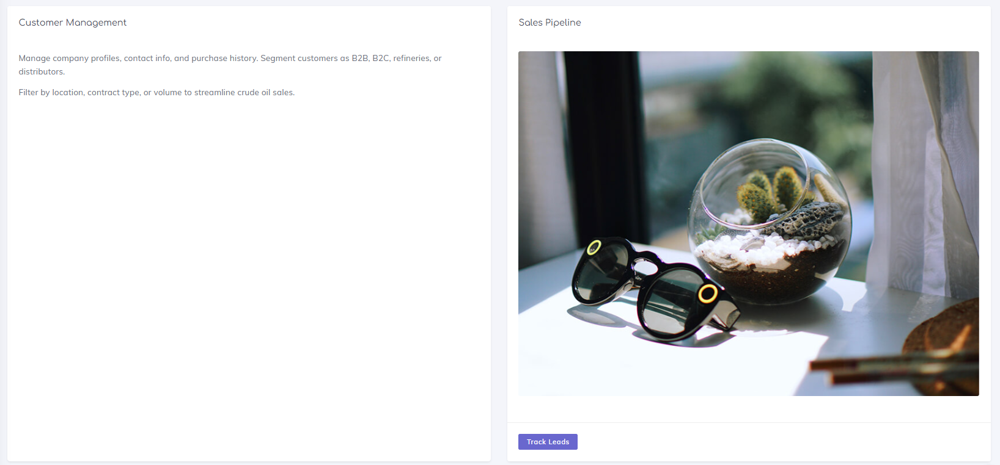 Customer Management
Manage company profiles, contact info, and purchase history. Segment customers as B2B, B2C, refineries, or
distributors.
Filter by location, contract type, or volume to streamline crude oil sales.
Sales Pipeline
Track Leads